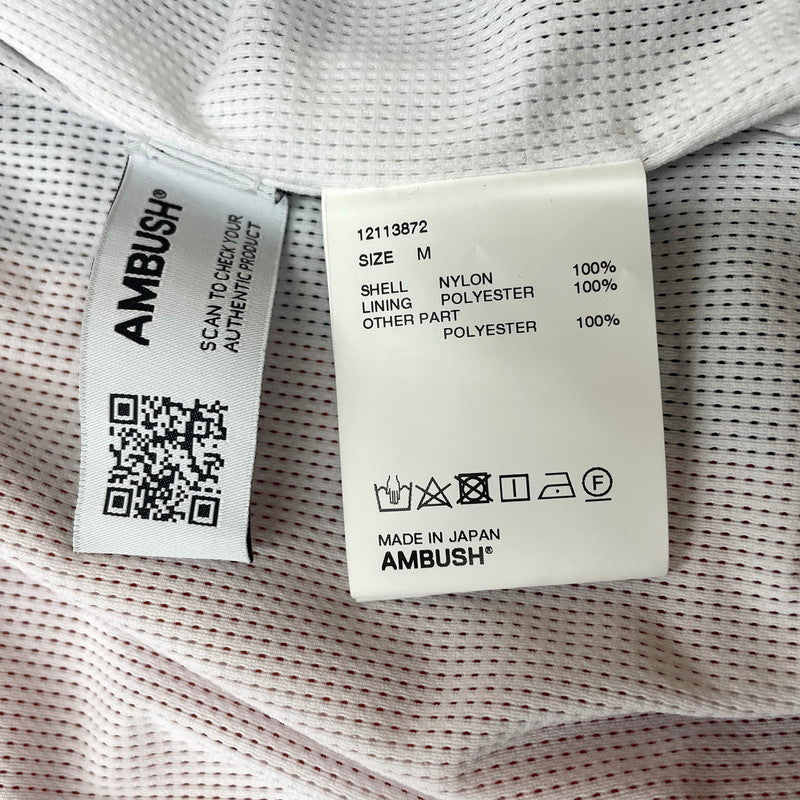 AMBUSH®
SCAN TO CHECK YOUR
AUTHENTIC PRODUCT
12113872
SIZE M
SHELL NYLON 100%
LINING POLYESTER 100%
OTHER PART
POLYESTER 100%
F
MADE IN JAPAN
AMBUSH®